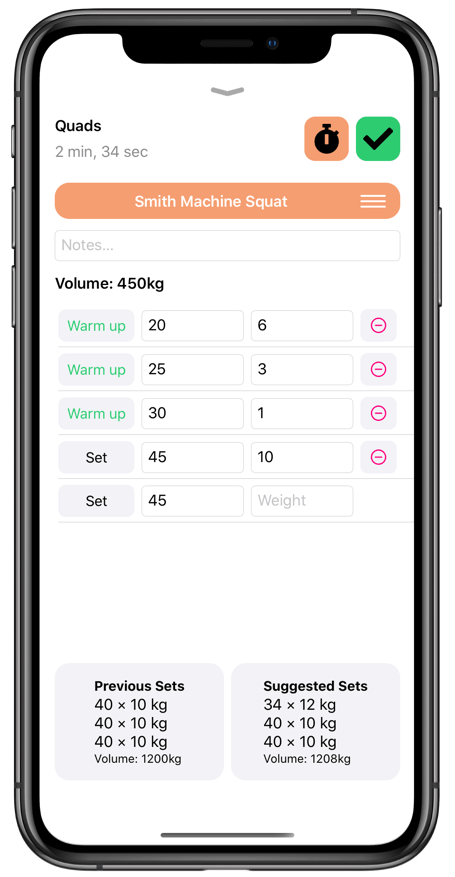 Quads
2 min, 34 sec
Smith Machine Squat
Notes...
Volume: 450kg
Warm up 20 6
Warm up 25 3
Warm up 30 1
Set 45 10
Set 45 Weight
Previous Sets
40 × 10 kg
40 × 10 kg
40 × 10 kg
Volume: 1200kg
Suggested Sets
34 × 12 kg
40 × 10 kg
40 × 10 kg
Volume: 1208kg